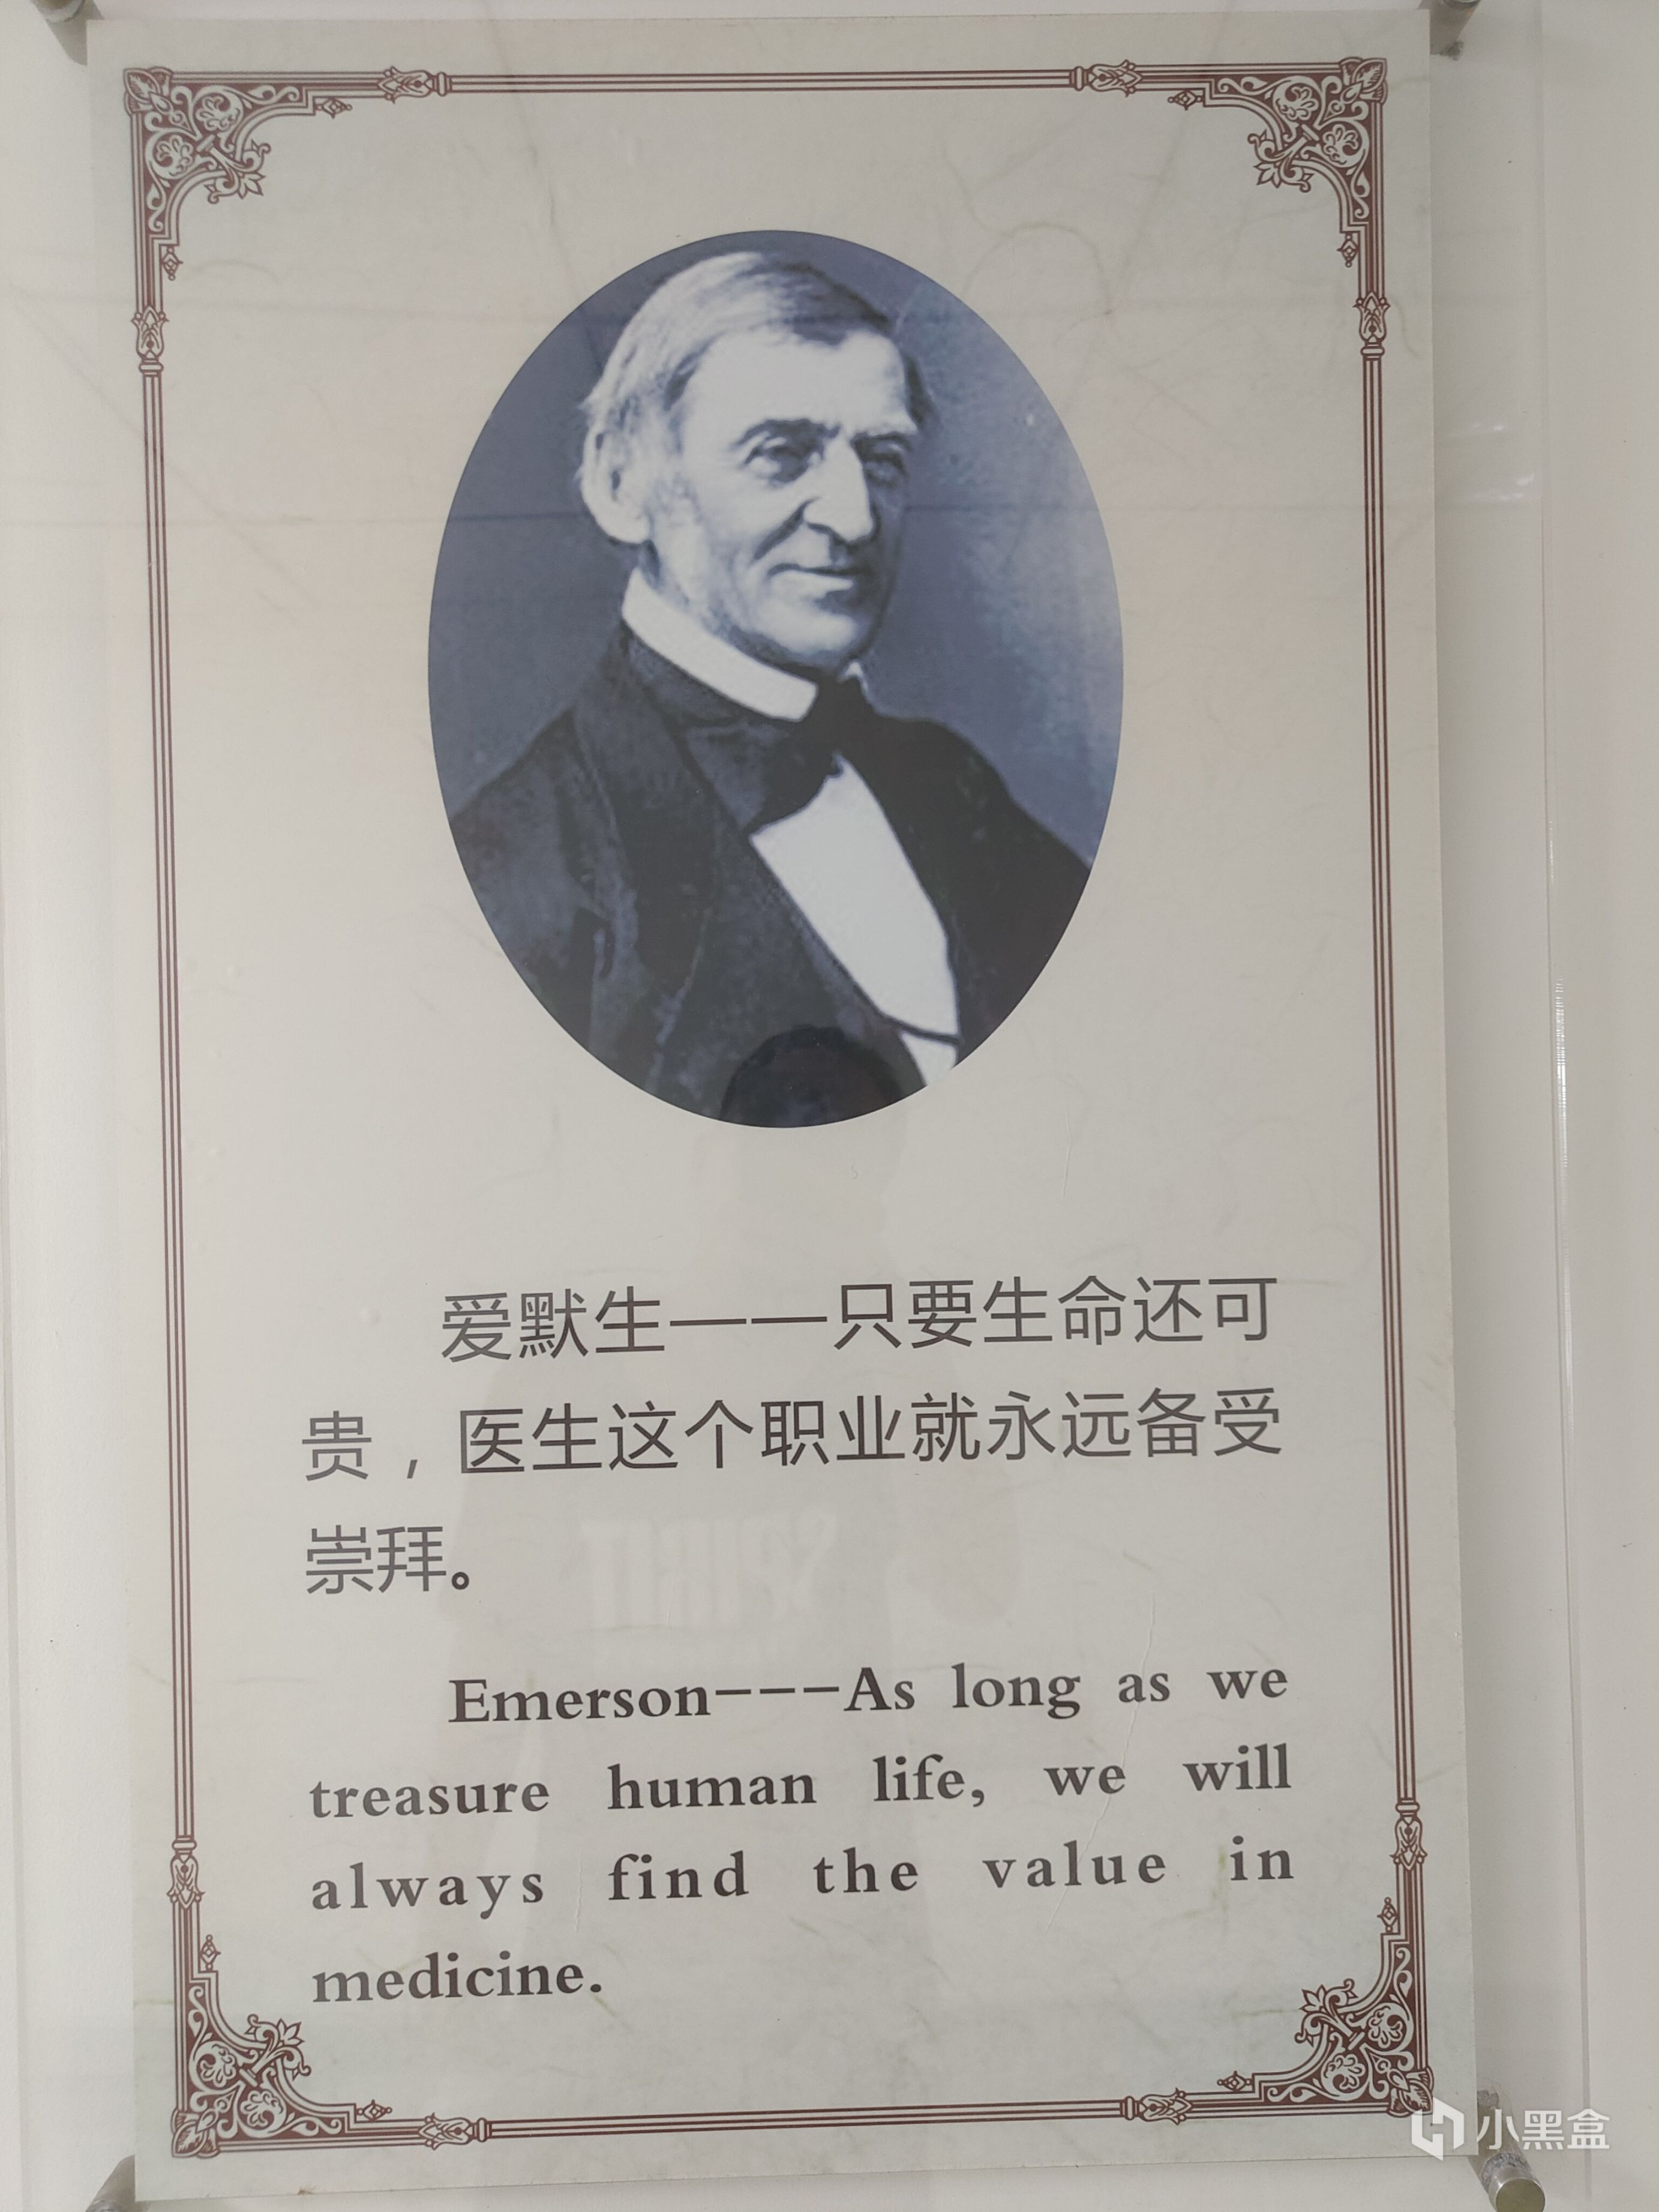 爱默生——只要生命还可
贵，医生这个职业就永远备受
崇拜。
Emerson---As long as we
treasure human life, we will
always find the value in
medicine.
小黑盒